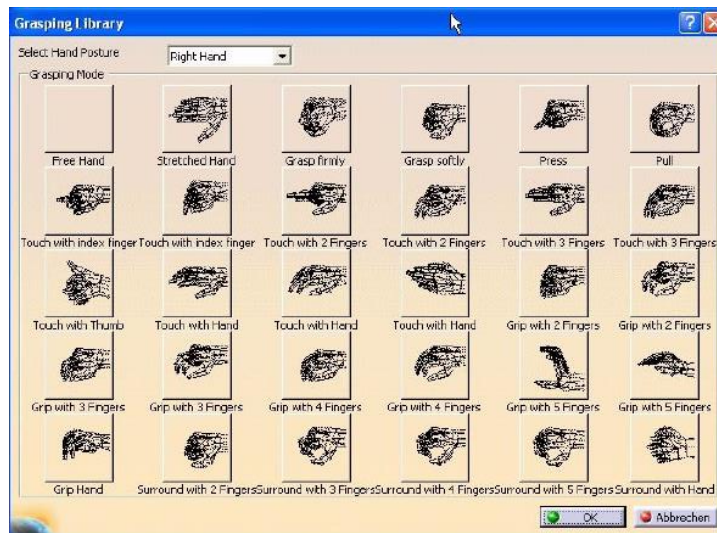 Grasping Library
Select Hand Posture Right Hand
Grasping Mode
Free Hand Stretched Hand Grasp firmly Grasp softly Press Pull
Touch with index finger Touch with index finger Touch with 2 Fingers Touch with 2 Fingers Touch with 3 Fingers Touch with 3 Fingers
Touch with Thumb Touch with Hand Touch with Hand Touch with Hand Grip with 2 Fingers Grip with 2 Fingers
Grip with 3 Fingers Grip with 3 Fingers Grip with 4 Fingers Grip with 4 Fingers Grip with 5 Fingers Grip with 5 Fingers
Grip Hand Surround with 2 Fingers Surround with 3 Fingers Surround with 4 Fingers Surround with 5 Fingers Surround with Hand
OK Abbrechen